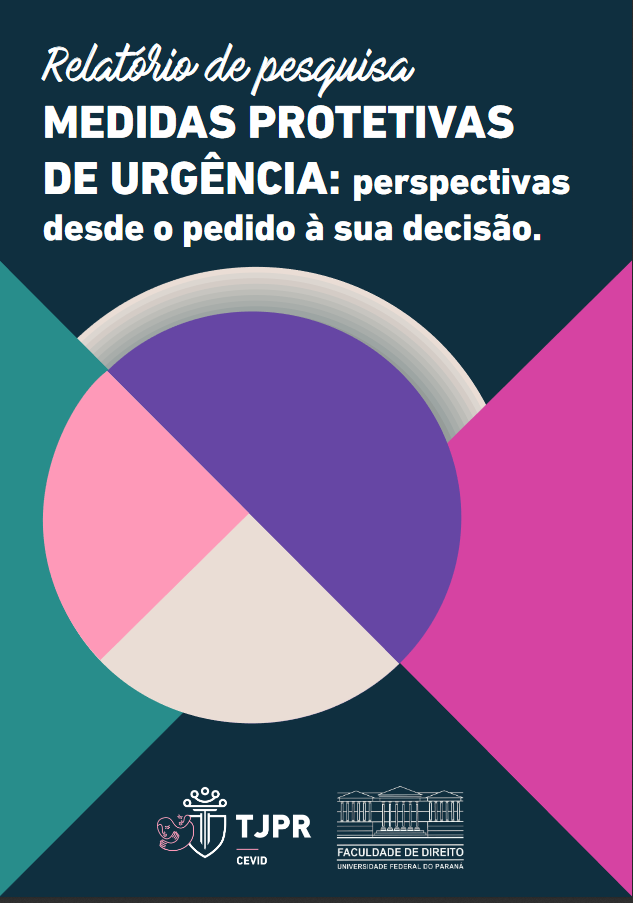 Relatório de pesquisa
MEDIDAS PROTETIVAS
DE URGÊNCIA: perspectivas
desde o pedido à sua decisão.
TJPR
CEVID
FACULDADE DE DIREITO
UNIVERSIDADE FEDERAL DO PARANÁ